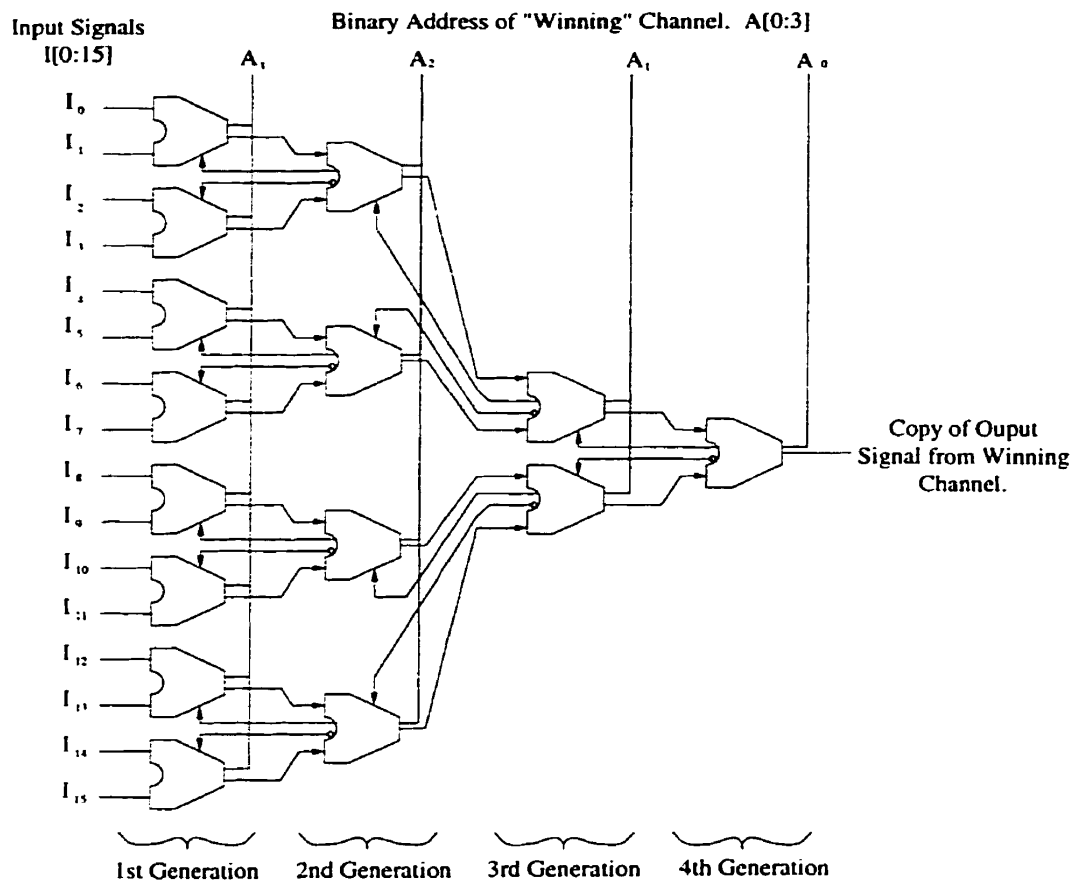 Input Signals
I[0:15]
Binary Address of "Winning" Channel. A[0:3]
A₃ A₂ A₁ A₀
I₀
I₁
I₂
I₃
I₄
I₅
I₆
I₇
I₈
I₉
I₁₀
I₁₁
I₁₂
I₁₃
I₁₄
I₁₅
Copy of Ouput
Signal from Winning
Channel.
1st Generation 2nd Generation 3rd Generation 4th Generation